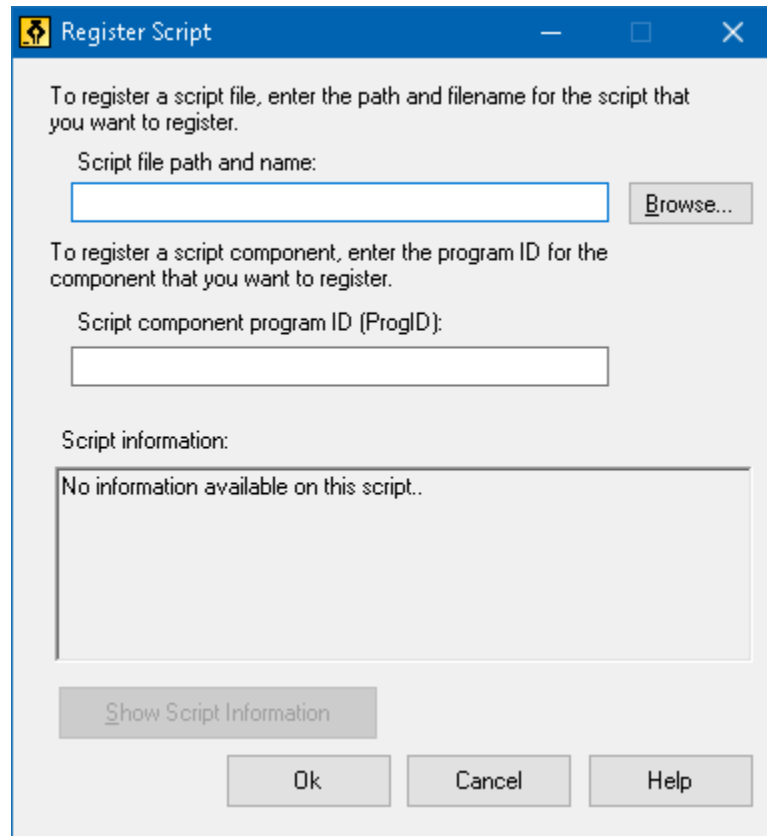 Register Script
To register a script file, enter the path and filename for the script that
you want to register.
Script file path and name:
Browse...
To register a script component, enter the program ID for the
component that you want to register.
Script component program ID (ProgID):
Script information:
No information available on this script..
Show Script Information
Ok Cancel Help